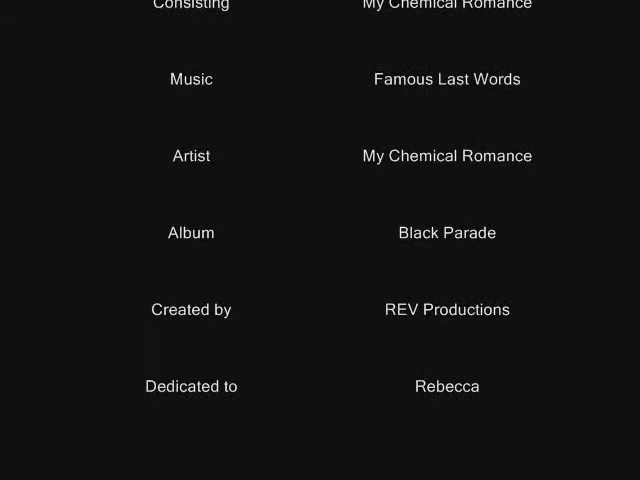 Consisting My Chemical Romance
Music Famous Last Words
Artist My Chemical Romance
Album Black Parade
Created by REV Productions
Dedicated to Rebecca